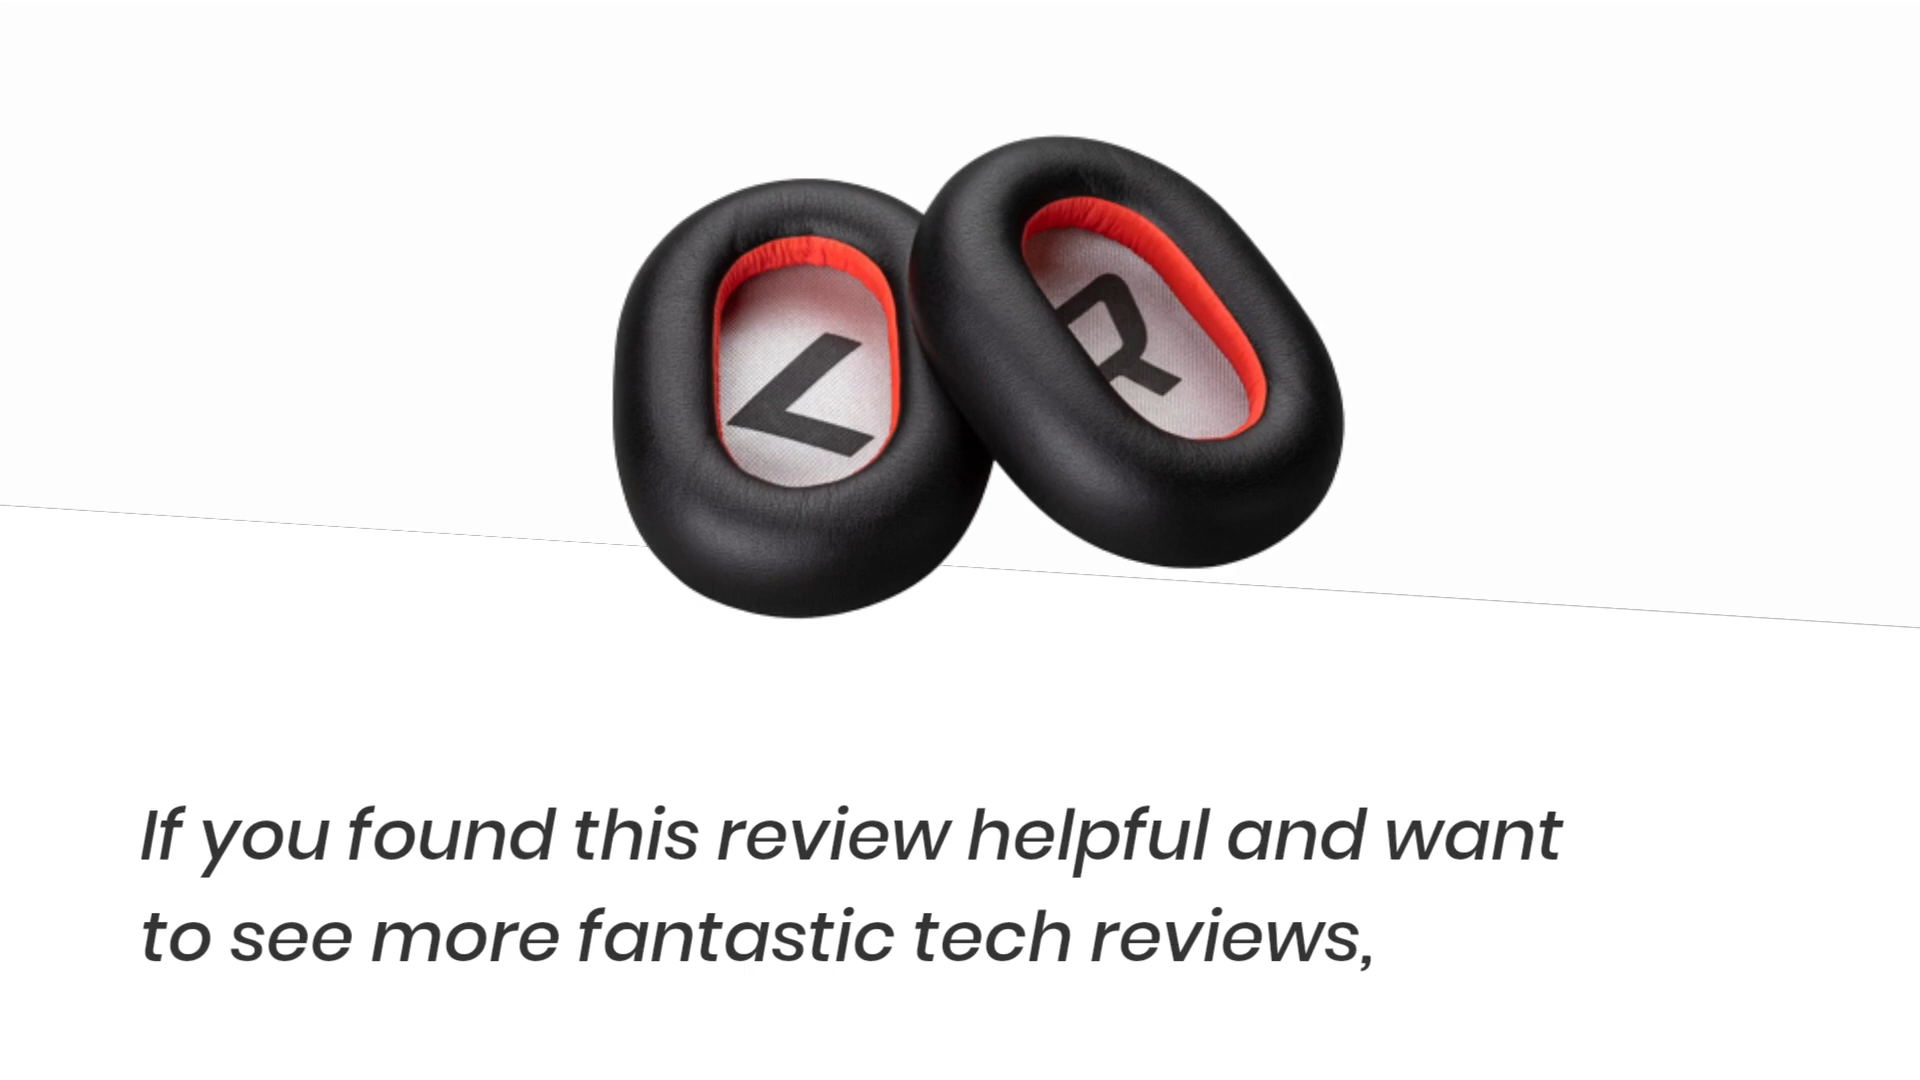 L
R
If you found this review helpful and want
to see more fantastic tech reviews,